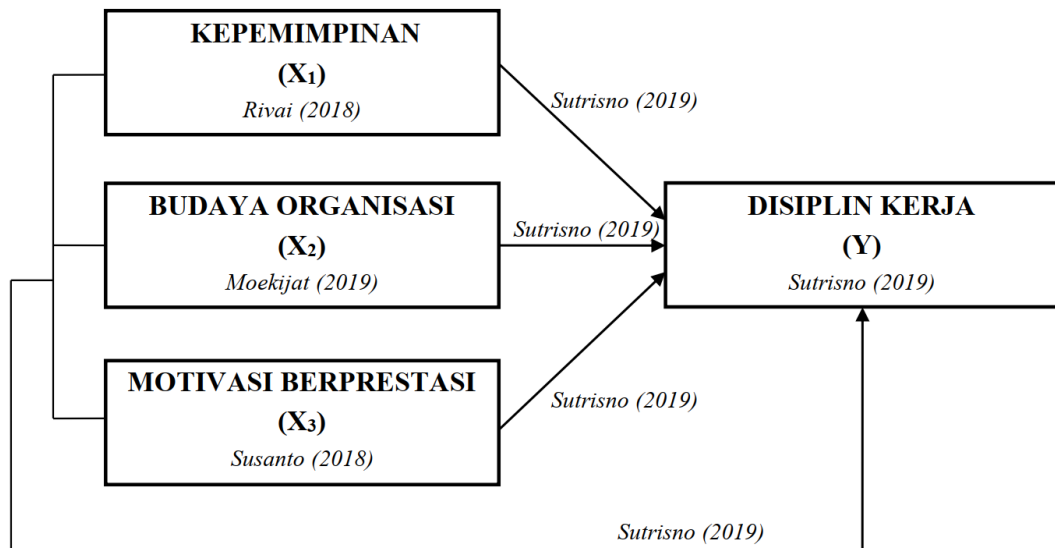 KEPEMIMPINAN
(X₁)
Rivai (2018)
Sutrisno (2019)
BUDAYA ORGANISASI
(X₂)
Moekijat (2019)
Sutrisno (2019)
DISIPLIN KERJA
(Y)
Sutrisno (2019)
MOTIVASI BERPRESTASI
(X₃)
Susanto (2018)
Sutrisno (2019)
Sutrisno (2019)